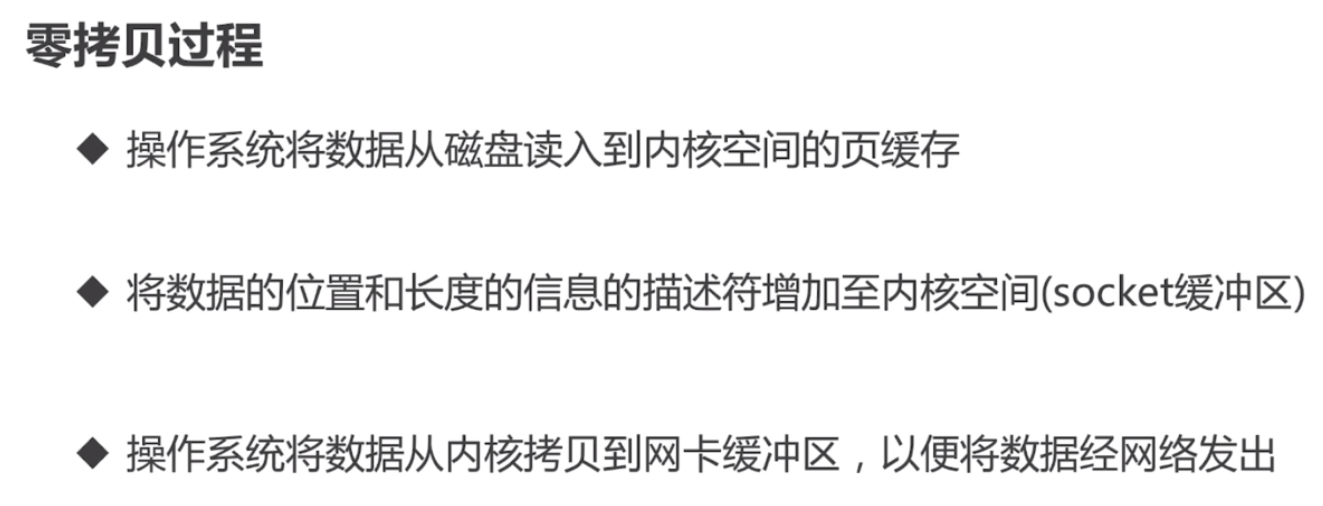 零拷贝过程
◆ 操作系统将数据从磁盘读入到内核空间的页缓存
◆ 将数据的位置和长度的信息的描述符增加至内核空间(socket缓冲区)
◆ 操作系统将数据从内核拷贝到网卡缓冲区，以便将数据经网络发出